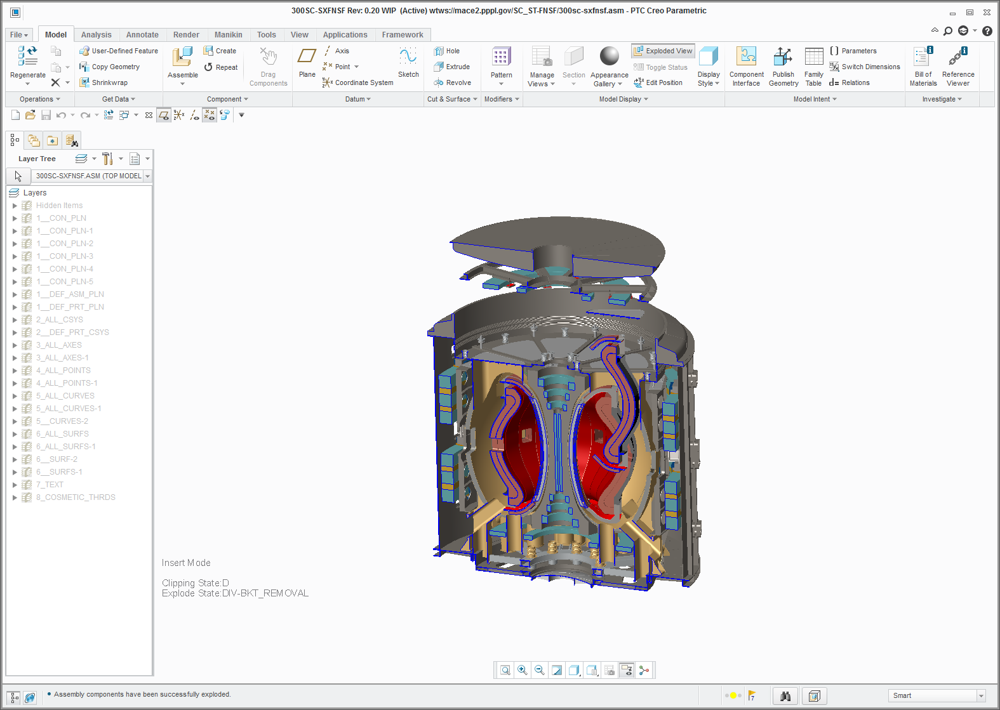 300SC-SXFNSF Rev: 0.20 WIP  (Active) wtws://mace2.pppl.gov/SC_ST-FNSF/300sc-sxfnsf.asm - PTC Creo Parametric
File Model Analysis Annotate Render Manikin Tools View Applications Framework
Regenerate
Operations
User-Defined Feature
Copy Geometry
Shrinkwrap
Get Data
Assemble
Create
Repeat
Drag
Components
Component
Plane
Axis
Point
Coordinate System
Sketch
Datum
Hole
Extrude
Revolve
Cut & Surface
Pattern
Modifiers
Manage
Views
Section
Appearance
Gallery
Exploded View
Toggle Status
Edit Position
Display
Style
Model Display
Component
Interface
Publish
Geometry
Family
Table
Parameters
Switch Dimensions
d= Relations
Model Intent
Bill of
Materials
Reference
Viewer
Investigate
Layer Tree
300SC-SXFNSF.ASM (TOP MODEL
Layers
Hidden Items
1__CON_PLN
1__CON_PLN-1
1__CON_PLN-2
1__CON_PLN-3
1__CON_PLN-4
1__CON_PLN-5
1__DEF_ASM_PLN
1__DEF_PRT_PLN
2_ALL_CSYS
2__DEF_PRT_CSYS
3_ALL_AXES
3_ALL_AXES-1
4_ALL_POINTS
4_ALL_POINTS-1
5_ALL_CURVES
5_ALL_CURVES-1
5__CURVES-2
6_ALL_SURFS
6_ALL_SURFS-1
6__SURF-2
6__SURFS-1
7_TEXT
8_COSMETIC_THRDS
Insert Mode
Clipping State:D
Explode State:DIV-BKT_REMOVAL
• Assembly components have been successfully exploded.
7
Smart